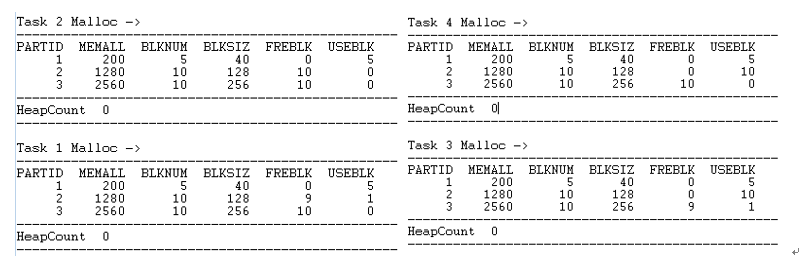 Task 2 Malloc ->
PARTID MEMALL BLKNUM BLKSIZ FREBLK USEBLK
1 200 5 40 0 5
2 1280 10 128 10 0
3 2560 10 256 10 0
HeapCount 0
Task 1 Malloc ->
PARTID MEMALL BLKNUM BLKSIZ FREBLK USEBLK
1 200 5 40 0 5
2 1280 10 128 9 1
3 2560 10 256 10 0
HeapCount 0
Task 4 Malloc ->
PARTID MEMALL BLKNUM BLKSIZ FREBLK USEBLK
1 200 5 40 0 5
2 1280 10 128 0 10
3 2560 10 256 10 0
HeapCount 0
Task 3 Malloc ->
PARTID MEMALL BLKNUM BLKSIZ FREBLK USEBLK
1 200 5 40 0 5
2 1280 10 128 0 10
3 2560 10 256 9 1
HeapCount 0